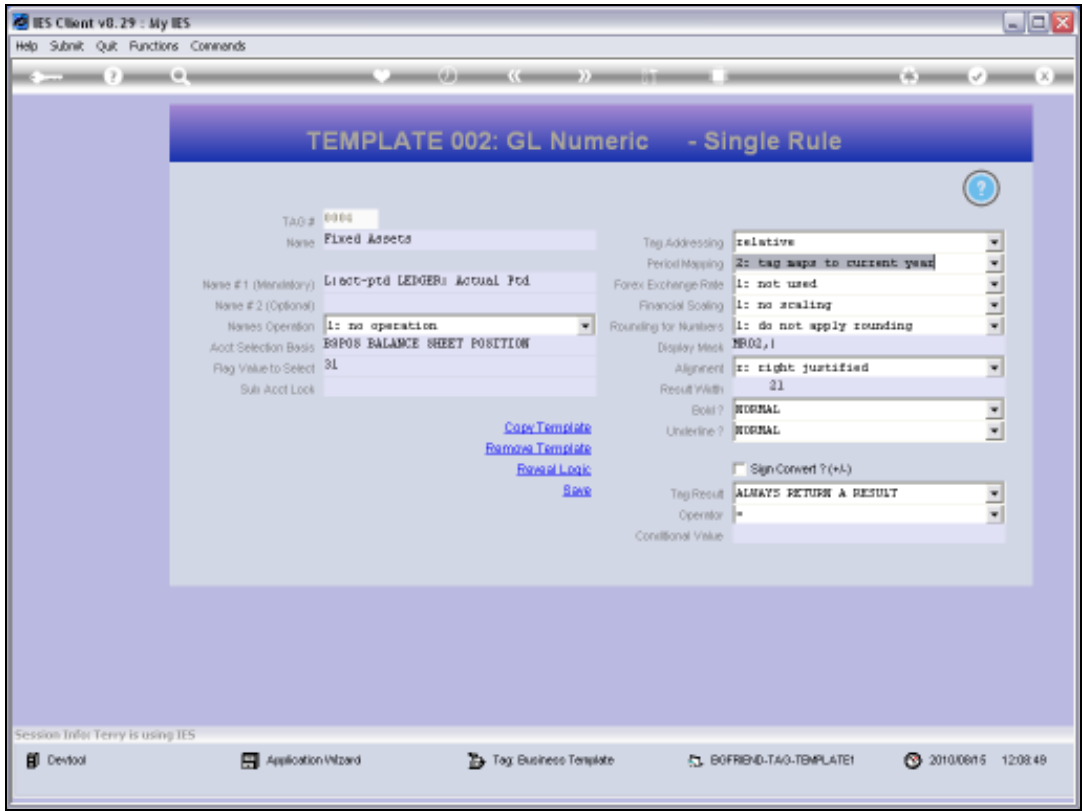 IES Client v8.29 : My IES
Help Submit Quit Functions Commands
TEMPLATE 002: GL Numeric - Single Rule
TAG #
Name Fixed Assets
Name # 1 (Mandatory) L:act-ptd LEDGER: Actual Ptd
Name # 2 (Optional)
Names Operation 1: no operation
Acct Selection Basis BSPOS BALANCE SHEET POSITION
Flag Value to Select 31
Sub Acct Lock
Copy Template
Remove Template
Reveal Logic
Save
Tag Addressing relative
Period Mapping 2: tag maps to current year
Forex Exchange Rate 1: not used
Financial Scaling 1: no scaling
Rounding for Numbers 1: do not apply rounding
Display Mask
Alignment r: right justified
Result Width 21
Bold ? NORMAL
Underline ? NORMAL
Sign Convert ? (+/-)
Tag Result ALWAYS RETURN A RESULT
Operator =
Conditional Value
Session Info: Terry is using IES
Devtool Application Wizard Tag: Business Template BOFRIEND-TAG-TEMPLATE1 2010/08/15 12:08:49